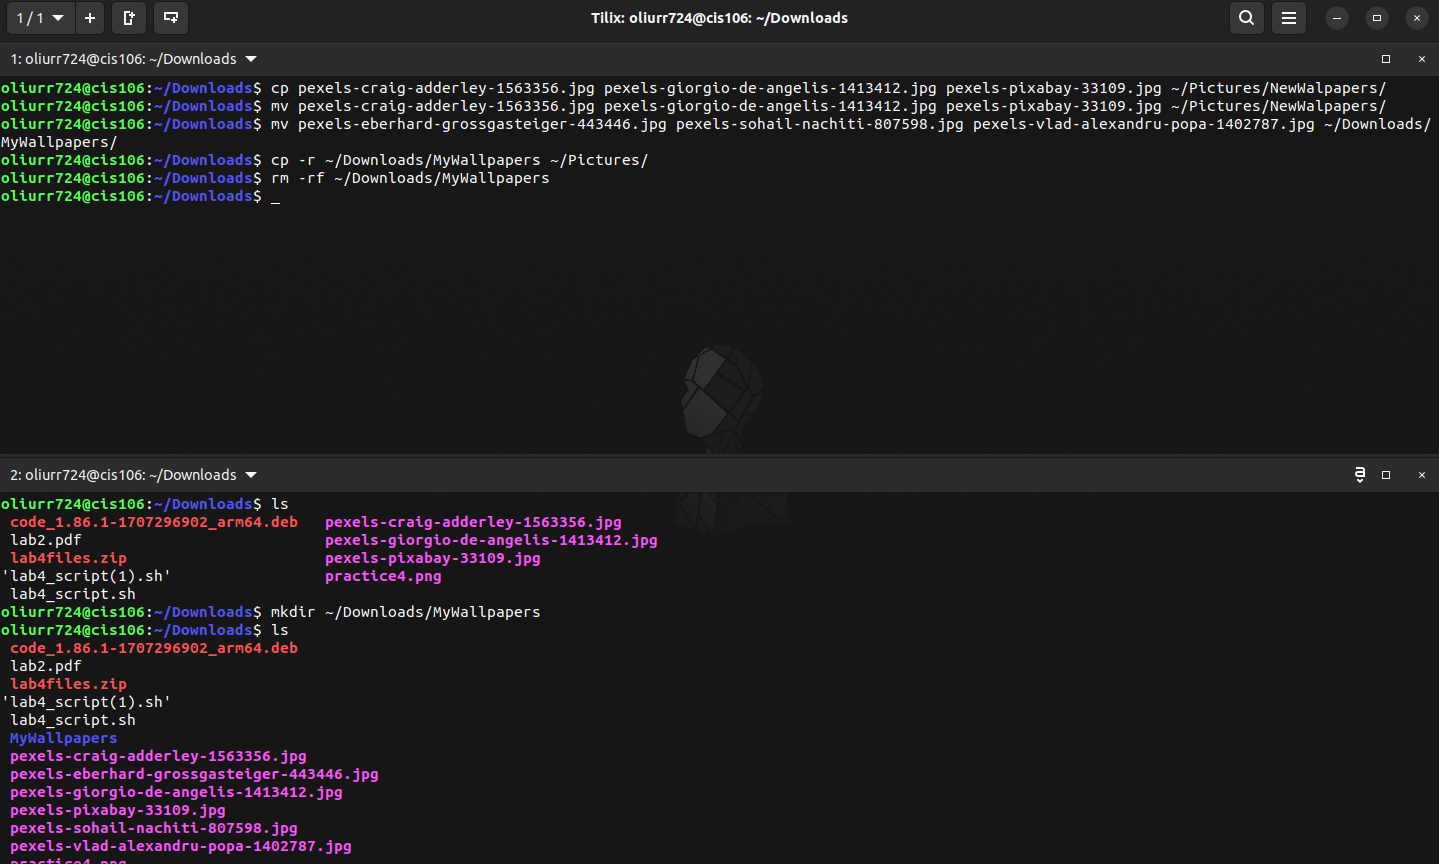 1 / 1
Tilix: oliurr724@cis106: ~/Downloads
1: oliurr724@cis106: ~/Downloads
oliurr724@cis106:~/Downloads$ cp pexels-craig-adderley-1563356.jpg pexels-giorgio-de-angelis-1413412.jpg pexels-pixabay-33109.jpg ~/Pictures/NewWalpapers/
oliurr724@cis106:~/Downloads$ mv pexels-craig-adderley-1563356.jpg pexels-giorgio-de-angelis-1413412.jpg pexels-pixabay-33109.jpg ~/Pictures/NewWalpapers/
oliurr724@cis106:~/Downloads$ mv pexels-eberhard-grossgasteiger-443446.jpg pexels-sohail-nachiti-807598.jpg pexels-vlad-alexandru-popa-1402787.jpg ~/Downloads/
MyWallpapers/
oliurr724@cis106:~/Downloads$ cp -r ~/Downloads/MyWallpapers ~/Pictures/
oliurr724@cis106:~/Downloads$ rm -rf ~/Downloads/MyWallpapers
oliurr724@cis106:~/Downloads$ _
2: oliurr724@cis106: ~/Downloads
oliurr724@cis106:~/Downloads$ ls
code_1.86.1-1707296902_arm64.deb pexels-craig-adderley-1563356.jpg
lab2.pdf pexels-giorgio-de-angelis-1413412.jpg
lab4files.zip pexels-pixabay-33109.jpg
'lab4_script(1).sh' practice4.png
lab4_script.sh
oliurr724@cis106:~/Downloads$ mkdir ~/Downloads/MyWallpapers
oliurr724@cis106:~/Downloads$ ls
code_1.86.1-1707296902_arm64.deb
lab2.pdf
lab4files.zip
'lab4_script(1).sh'
lab4_script.sh
MyWallpapers
pexels-craig-adderley-1563356.jpg
pexels-eberhard-grossgasteiger-443446.jpg
pexels-giorgio-de-angelis-1413412.jpg
pexels-pixabay-33109.jpg
pexels-sohail-nachiti-807598.jpg
pexels-vlad-alexandru-popa-1402787.jpg
practice4.png